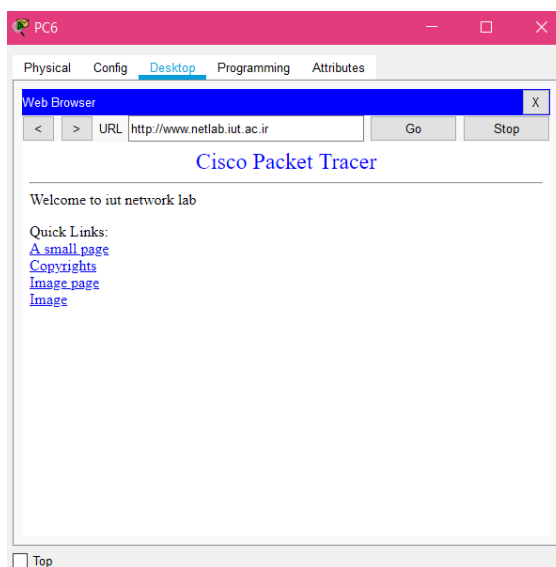 PC6
Physical Config Desktop Programming Attributes
Web Browser X
< > URL http://www.netlab.iut.ac.ir Go Stop
Cisco Packet Tracer
Welcome to iut network lab
Quick Links:
A small page
Copyrights
Image page
Image
Top